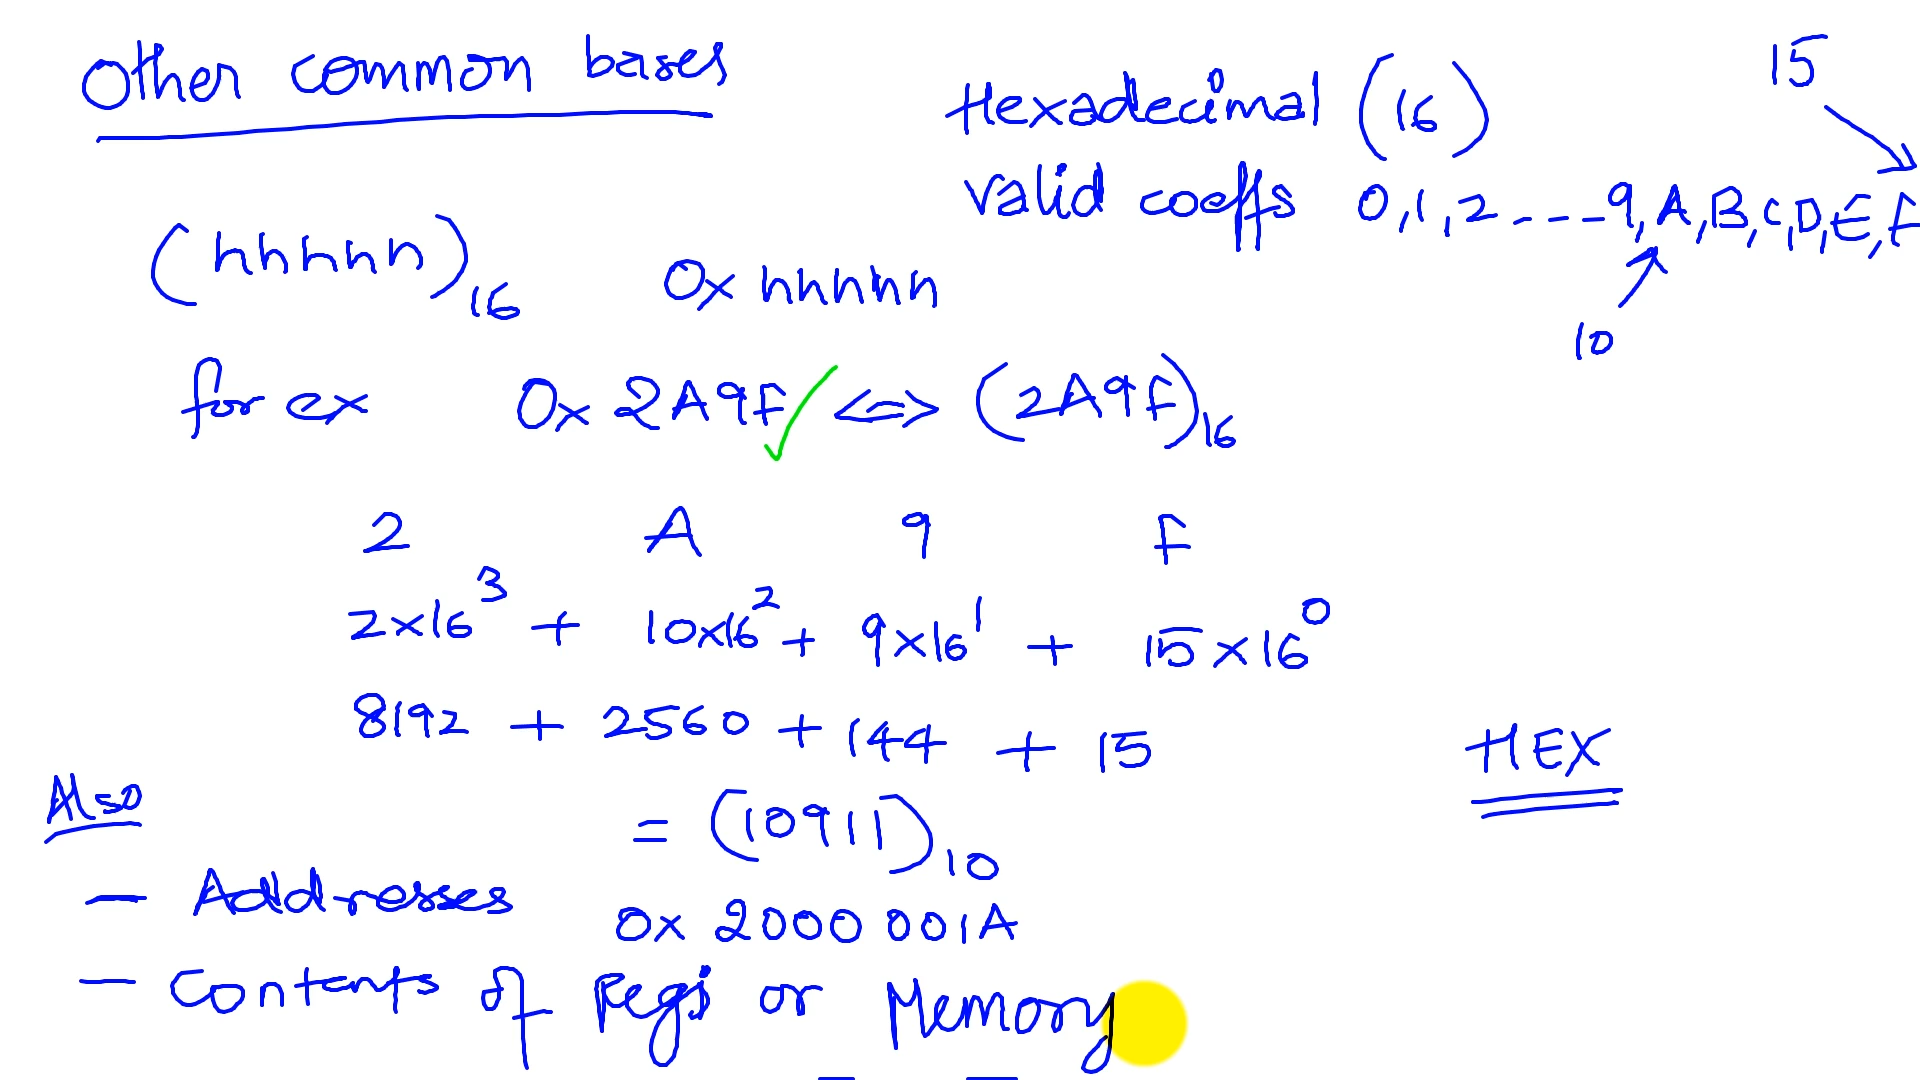 Other common bases
Hexadecimal (16)
15
valid coeffs 0,1,2----9,A,B,C,D,E,F
10
(hhhhh)16
0x hhhhh
for ex 0x 2A9F ✓ <=> (2A9F)16
2 A 9 F
2x16^3 + 10x16^2 + 9x16^1 + 15x16^0
8192 + 2560 + 144 + 15
HEX
= (10911)10
Also
- Addresses 0x 2000 001A
- Contents of Regs or Memory